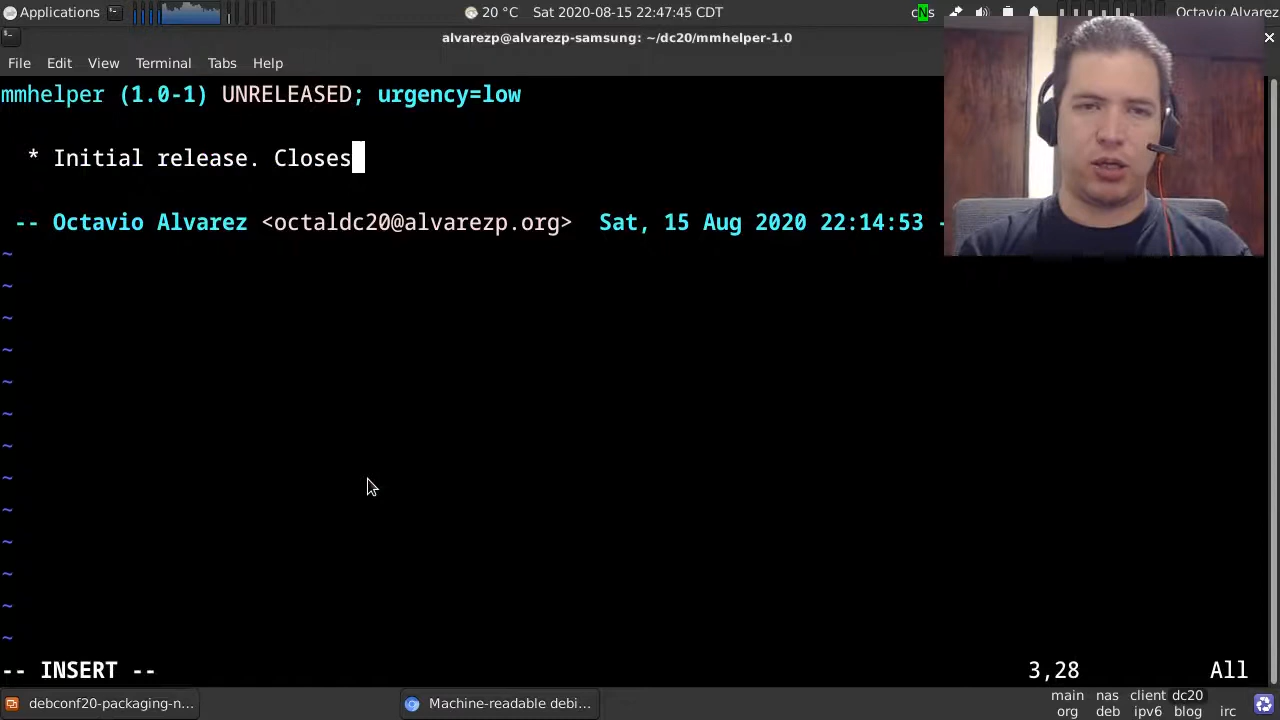 Applications 20 °C Sat 2020-08-15 22:47:45 CDT Octavio Alvarez
alvarezp@alvarezp-samsung: ~/dc20/mmhelper-1.0
File Edit View Terminal Tabs Help
mmhelper (1.0-1) UNRELEASED; urgency=low
* Initial release. Closes
-- Octavio Alvarez <octaldc20@alvarezp.org>  Sat, 15 Aug 2020 22:14:53 -
~
~
~
~
~
~
~
~
~
~
~
~
~
-- INSERT -- 3,28 All
debconf20-packaging-n... Machine-readable debi...
main nas client dc20
org deb ipv6 blog irc